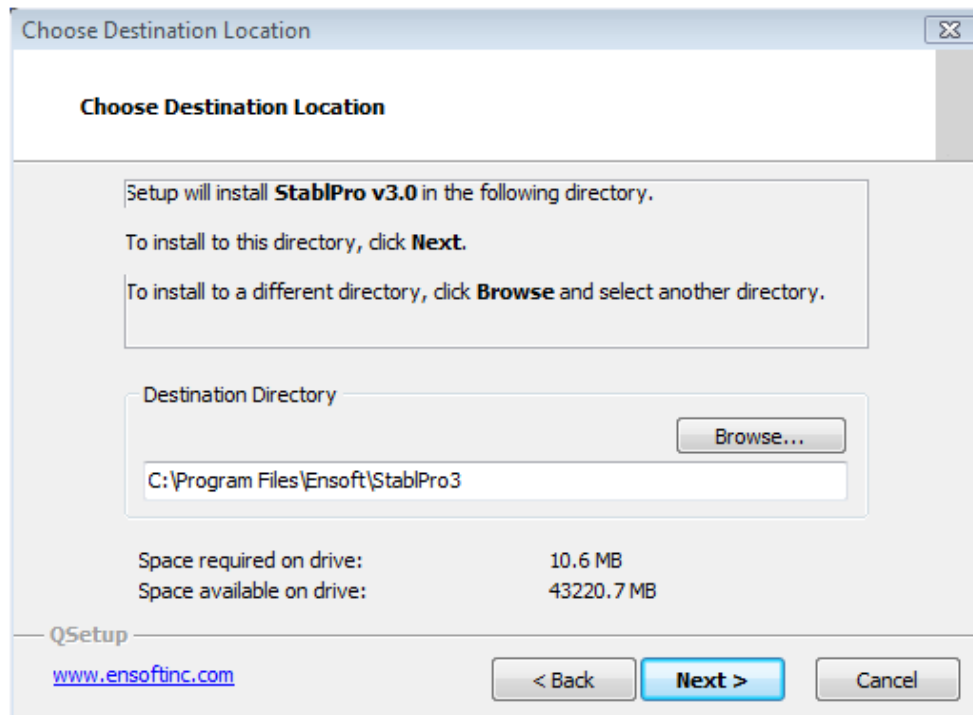 Choose Destination Location
Choose Destination Location
Setup will install StablPro v3.0 in the following directory.
To install to this directory, click Next.
To install to a different directory, click Browse and select another directory.
Destination Directory
Browse...
C:\Program Files\Ensoft\StablPro3
Space required on drive: 10.6 MB
Space available on drive: 43220.7 MB
QSetup
www.ensoftinc.com < Back Next > Cancel